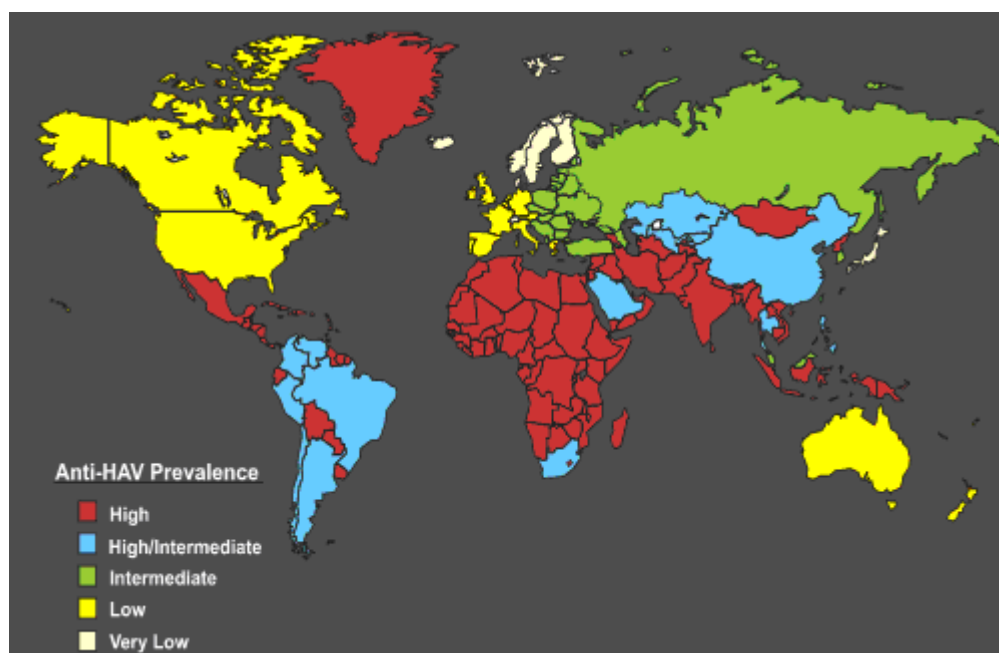 Anti-HAV Prevalence
High
High/Intermediate
Intermediate
Low
Very Low